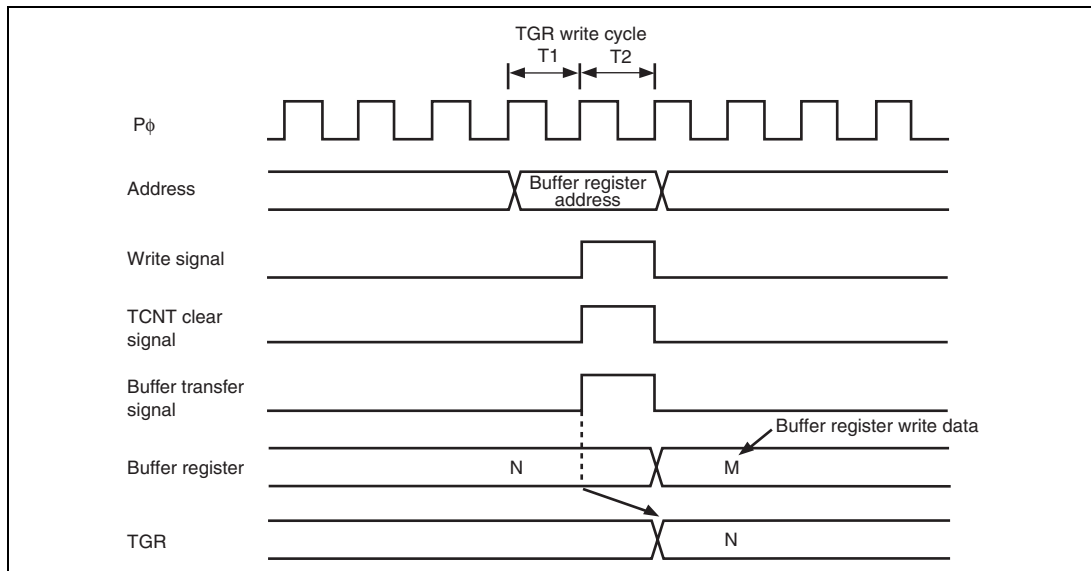 TGR write cycle
T1 T2
Pϕ
Address
Buffer register
address
Write signal
TCNT clear
signal
Buffer transfer
signal
Buffer register write data
Buffer register
N M
TGR
N